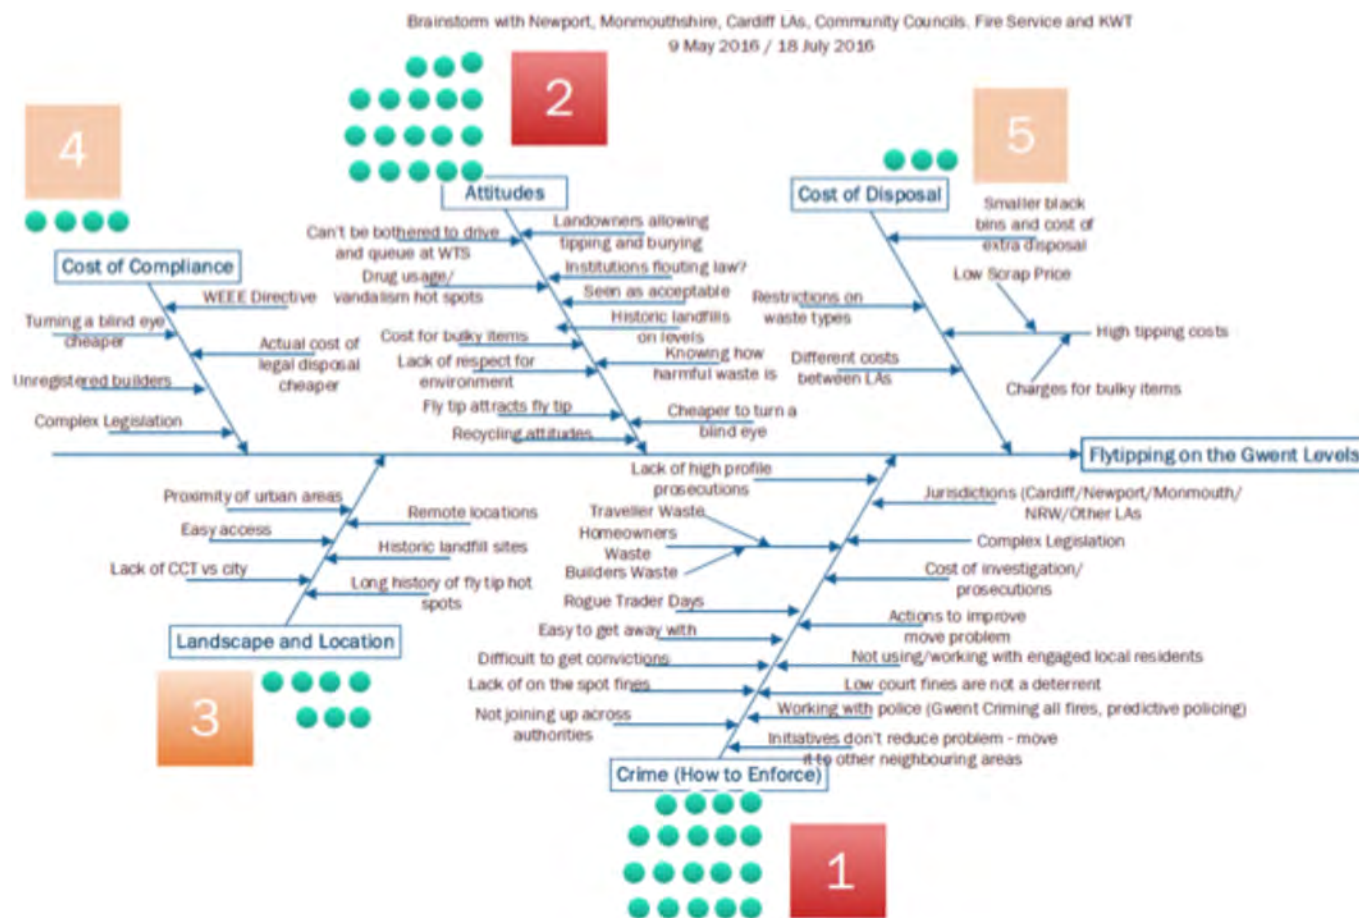 Brainstorm with Newport, Monmouthshire, Cardiff LAs, Community Councils. Fire Service and KWT
9 May 2016 / 18 July 2016
2
4
5
Attitudes
Cost of Disposal
Cost of Compliance
Can't be bothered to drive
and queue at WTS
Drug usage/
vandalism hot spots
Cost for bulky items
Lack of respect for
environment
Fly tip attracts fly tip
Recycling attitudes
Landowners allowing
tipping and burying
Institutions flouting law?
Seen as acceptable
Historic landfills
on levels
Knowing how
harmful waste is
Cheaper to turn a
blind eye
Smaller black
bins and cost of
extra disposal
Low Scrap Price
Restrictions on
waste types
High tipping costs
Different costs
between LAs
Charges for bulky items
WEEE Directive
Turning a blind eye
cheaper
Actual cost of
legal disposal
cheaper
Unregistered builders
Complex Legislation
Flytipping on the Gwent Levels
Proximity of urban areas
Remote locations
Easy access
Historic landfill sites
Lack of CCT vs city
Long history of fly tip hot
spots
Landscape and Location
3
Lack of high profile
prosecutions
Traveller Waste
Homeowners
Waste
Builders Waste
Rogue Trader Days
Easy to get away with
Difficult to get convictions
Lack of on the spot fines
Not joining up across
authorities
Jurisdictions (Cardiff/Newport/Monmouth/
NRW/Other LAs
Complex Legislation
Cost of investigation/
prosecutions
Actions to improve
move problem
Not using/working with engaged local residents
Low court fines are not a deterrent
Working with police (Gwent Criming all fires, predictive policing)
Initiatives don't reduce problem - move
it to other neighbouring areas
Crime (How to Enforce)
1